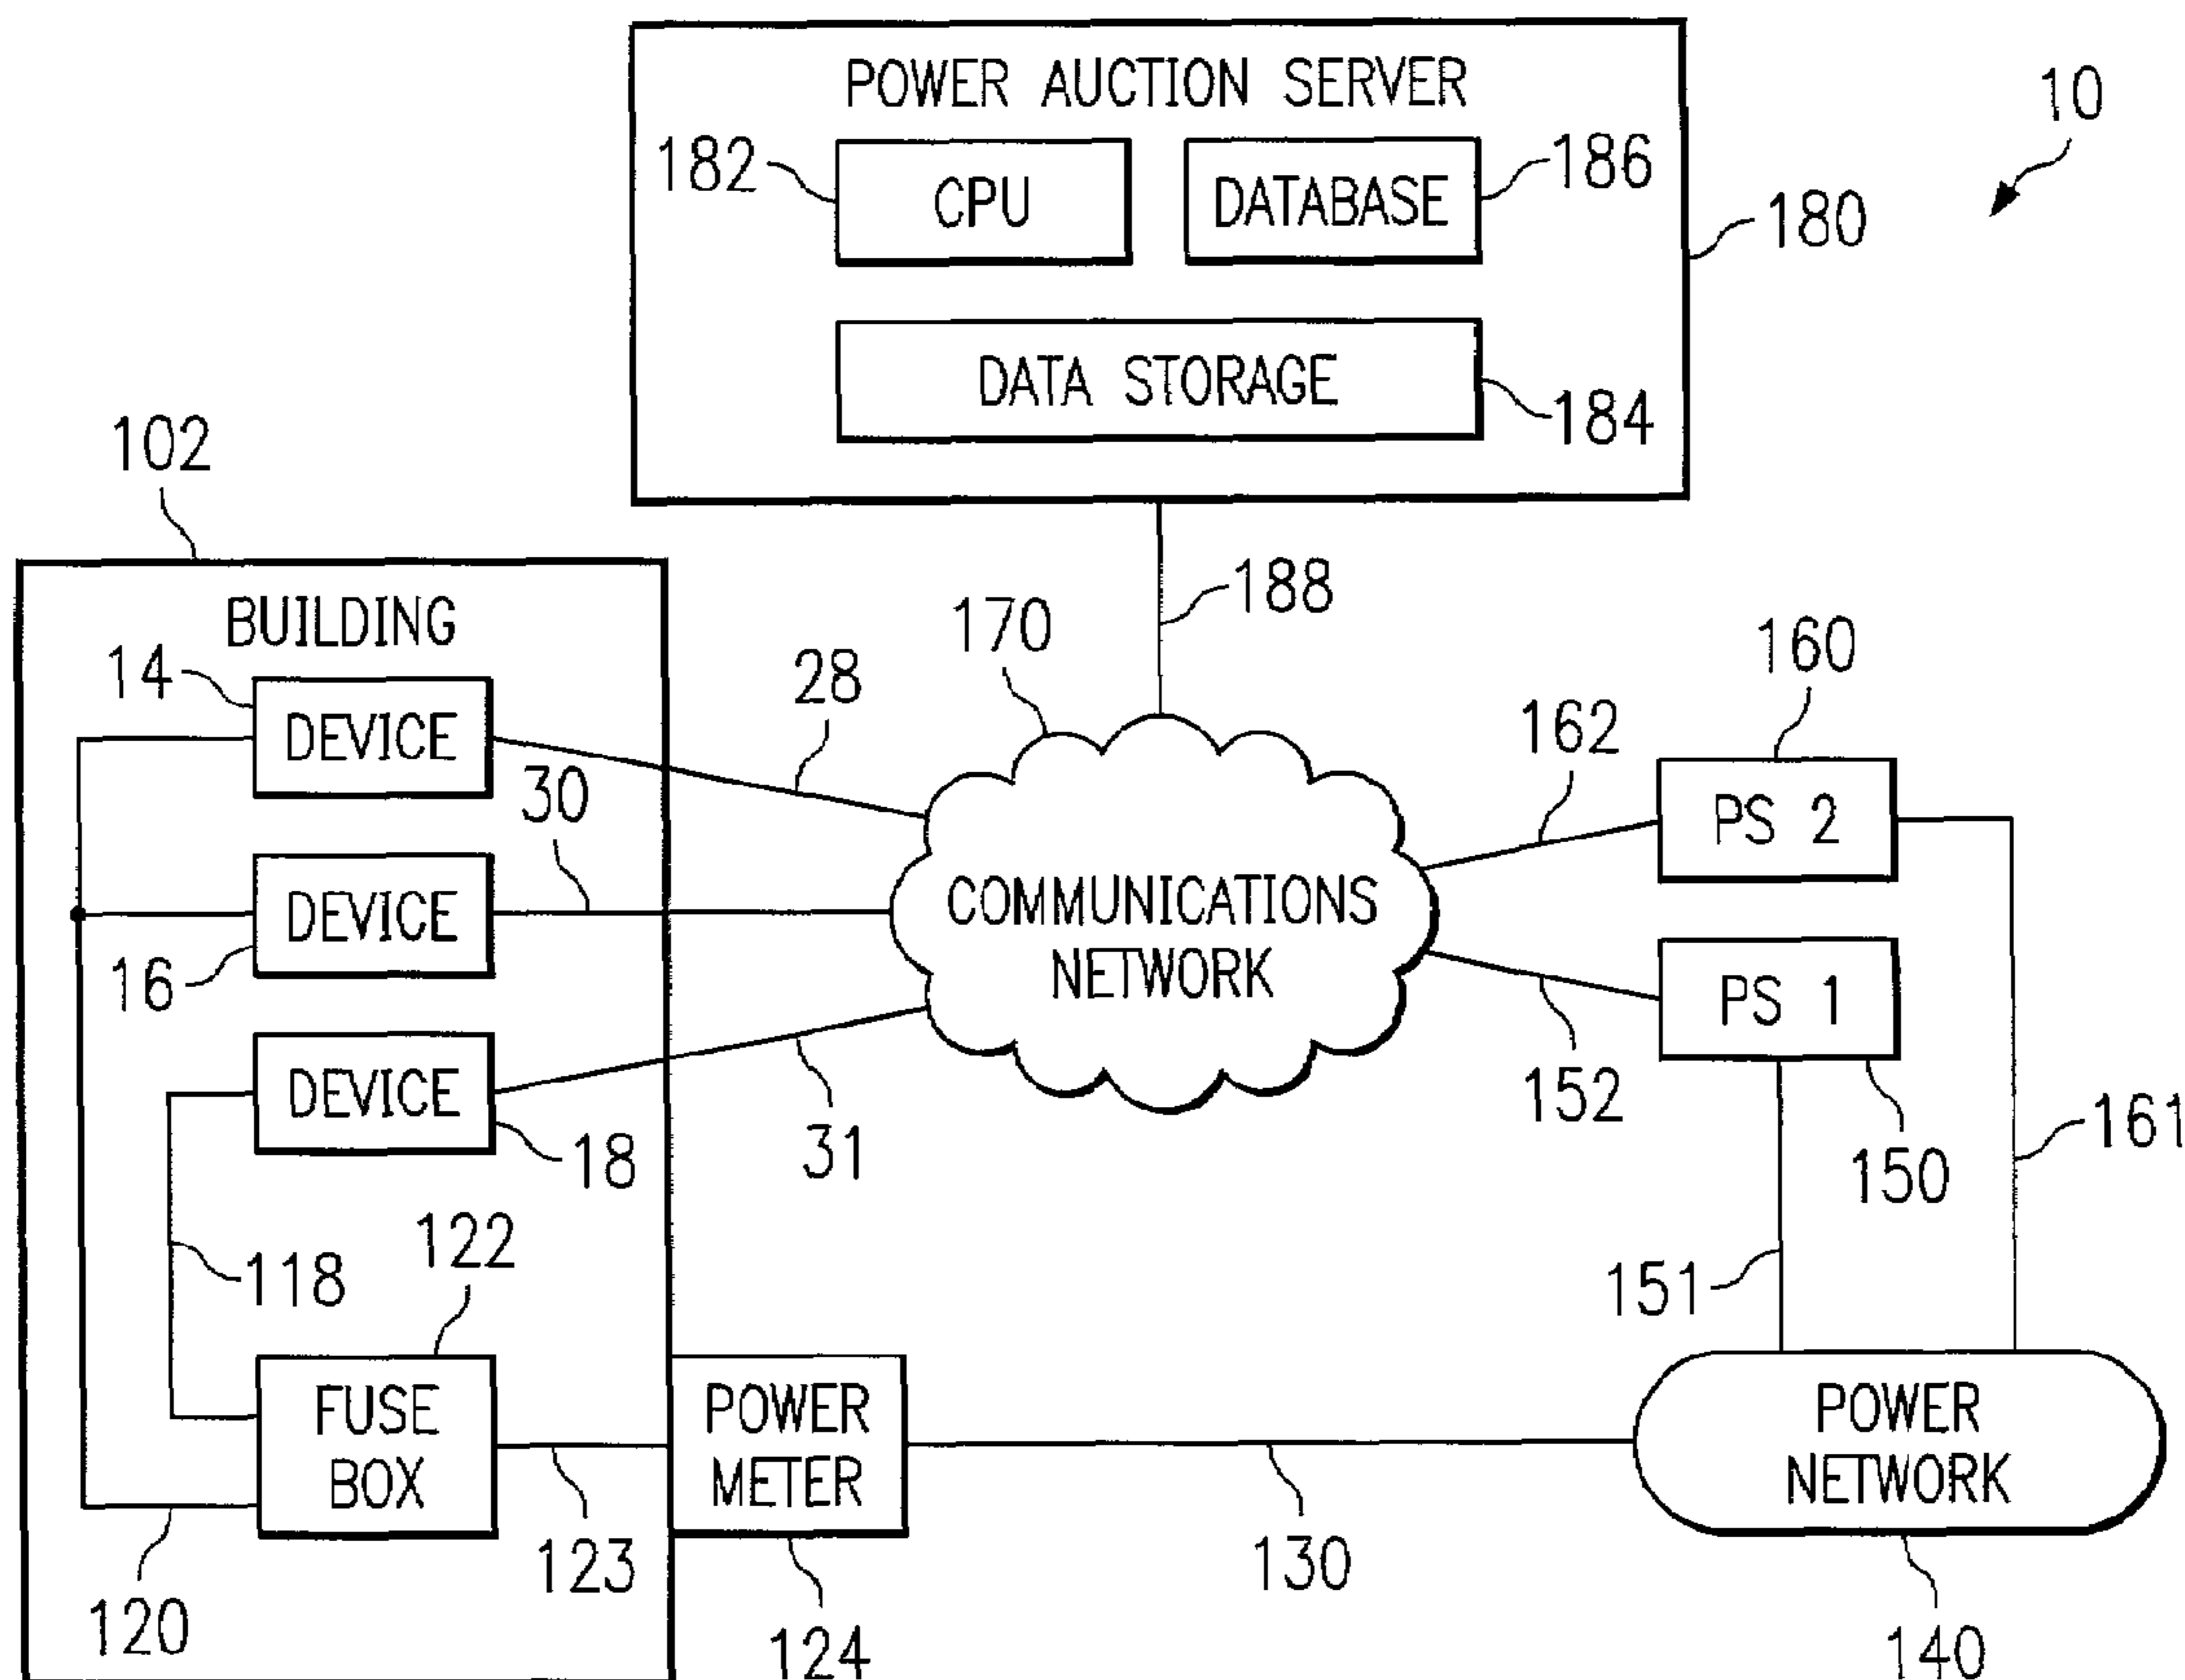 POWER AUCTION SERVER
10
182
CPU
DATABASE
186
180
DATA STORAGE
184
102
188
BUILDING
170
160
14
DEVICE
28
162
30
PS 2
DEVICE
COMMUNICATIONS
NETWORK
16
PS 1
DEVICE
152
161
18
31
150
122
118
151
FUSE
BOX
POWER
METER
POWER
NETWORK
123
130
120
124
140